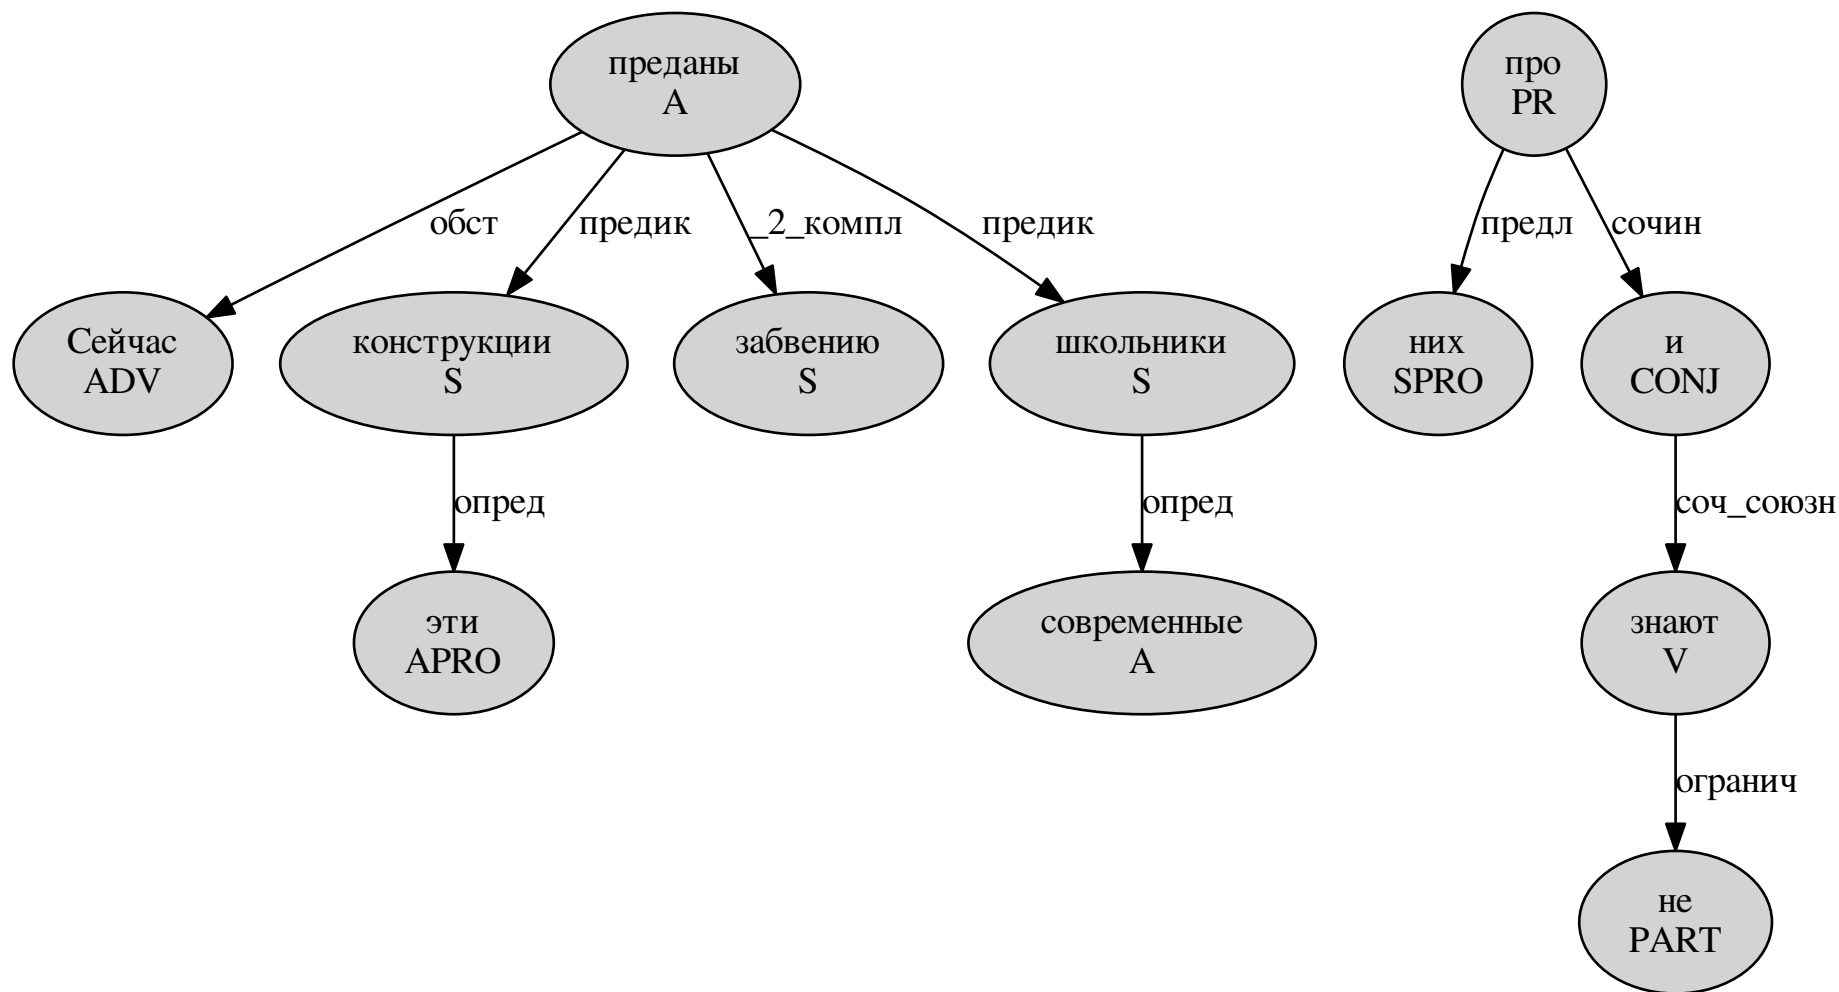 преданы
A
про
PR
обст
предик
_2_компл
предик
предл
сочин
Сейчас
ADV
конструкции
S
забвению
S
школьники
S
них
SPRO
и
CONJ
опред
опред
соч_союзн
эти
APRO
современные
A
знают
V
огранич
не
PART